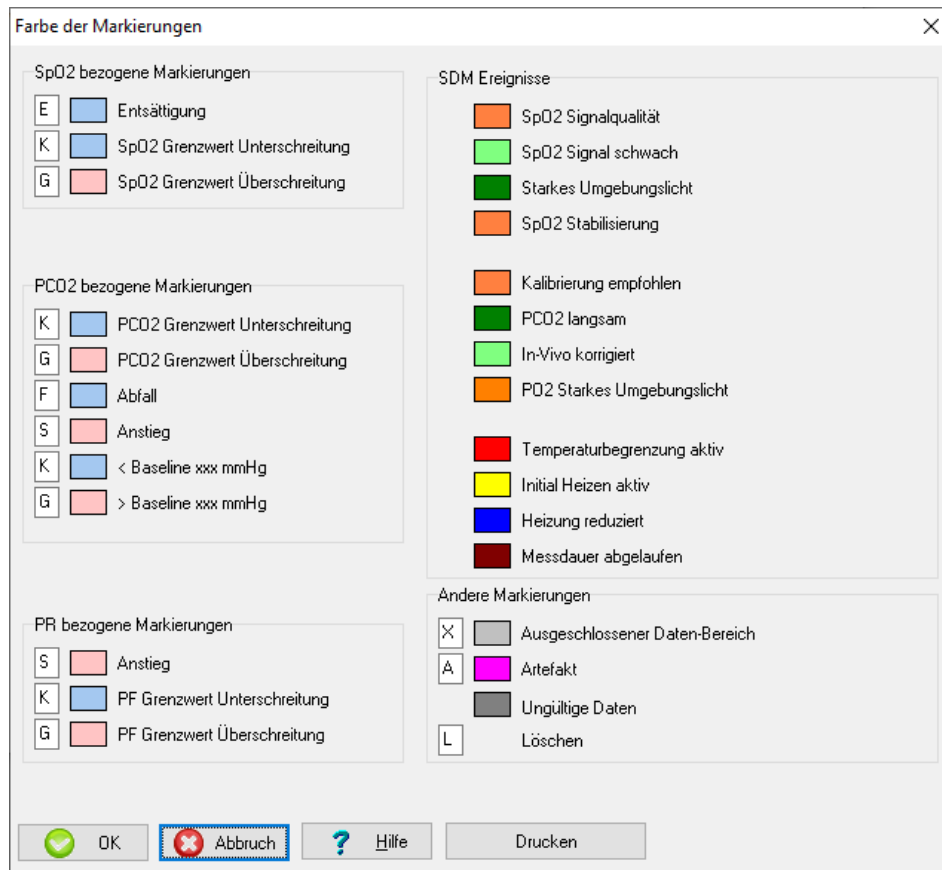 Farbe der Markierungen
SpO2 bezogene Markierungen
E Entsättigung
K SpO2 Grenzwert Unterschreitung
G SpO2 Grenzwert Überschreitung
PCO2 bezogene Markierungen
K PCO2 Grenzwert Unterschreitung
G PCO2 Grenzwert Überschreitung
F Abfall
S Anstieg
K < Baseline xxx mmHg
G > Baseline xxx mmHg
PR bezogene Markierungen
S Anstieg
K PF Grenzwert Unterschreitung
G PF Grenzwert Überschreitung
SDM Ereignisse
SpO2 Signalqualität
SpO2 Signal schwach
Starkes Umgebungslicht
SpO2 Stabilisierung
Kalibrierung empfohlen
PCO2 langsam
In-Vivo korrigiert
PO2 Starkes Umgebungslicht
Temperaturbegrenzung aktiv
Initial Heizen aktiv
Heizung reduziert
Messdauer abgelaufen
Andere Markierungen
X Ausgeschlossener Daten-Bereich
A Artefakt
Ungültige Daten
L Löschen
OK Abbruch ? Hilfe Drucken